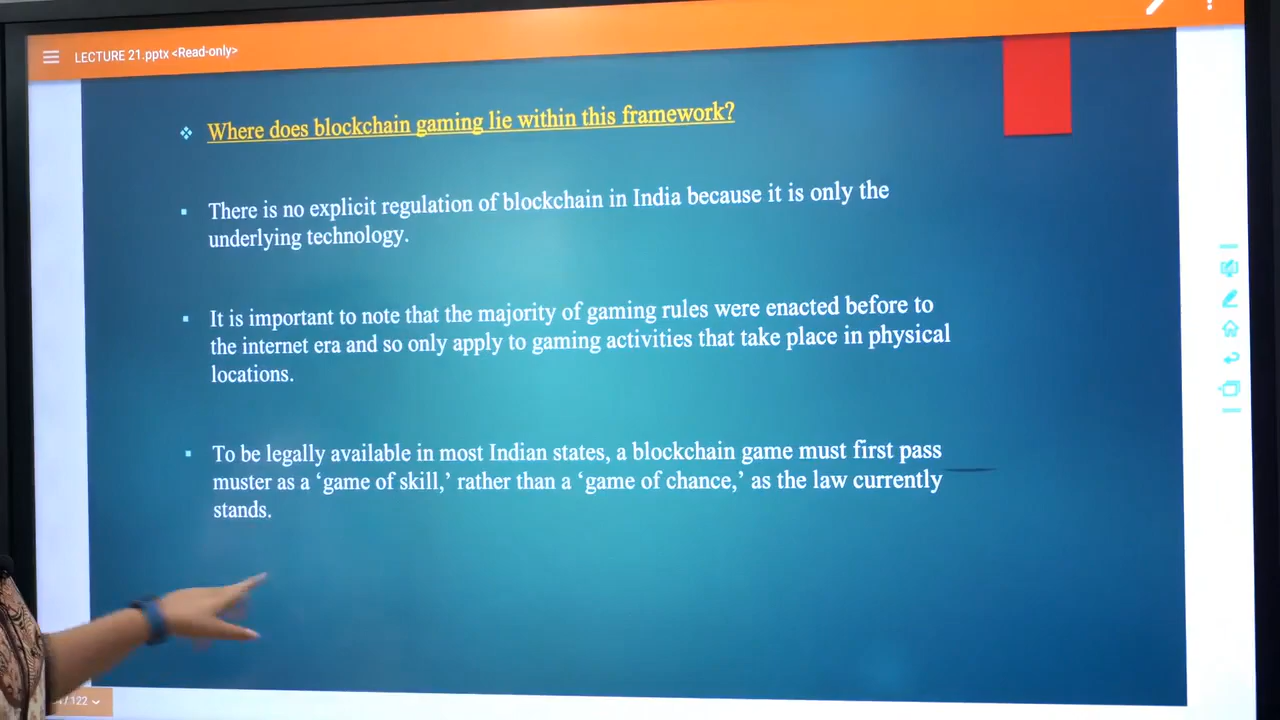 LECTURE 21.pptx <Read-only>
Where does blockchain gaming lie within this framework?
There is no explicit regulation of blockchain in India because it is only the
underlying technology.
It is important to note that the majority of gaming rules were enacted before to
the internet era and so only apply to gaming activities that take place in physical
locations.
To be legally available in most Indian states, a blockchain game must first pass
muster as a ‘game of skill,’ rather than a ‘game of chance,’ as the law currently
stands.
/ 122